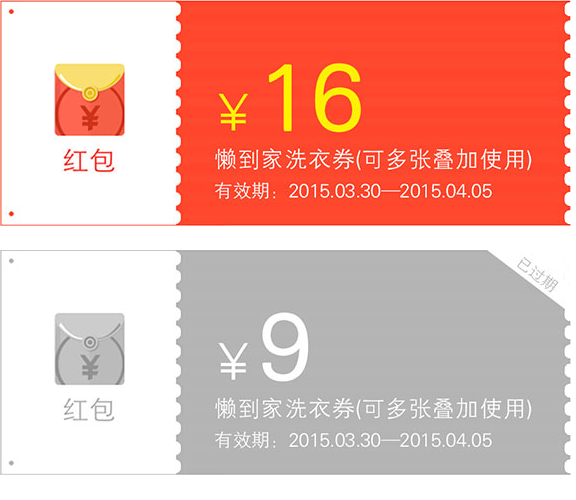 ¥
红包
¥ 16
懒到家洗衣券(可多张叠加使用)
有效期：2015.03.30—2015.04.05
已过期
¥
红包
¥ 9
懒到家洗衣券(可多张叠加使用)
有效期：2015.03.30—2015.04.05